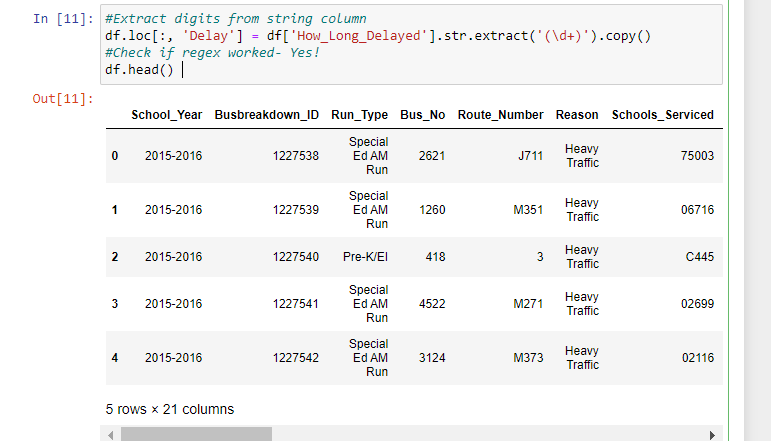 In [11]: #Extract digits from string column
df.loc[:, 'Delay'] = df['How_Long_Delayed'].str.extract('(\d+)').copy()
#Check if regex worked- Yes!
df.head()
Out[11]:
School_Year Busbreakdown_ID Run_Type Bus_No Route_Number Reason Schools_Serviced
0 2015-2016 1227538 Special Ed AM Run 2621 J711 Heavy Traffic 75003
1 2015-2016 1227539 Special Ed AM Run 1260 M351 Heavy Traffic 06716
2 2015-2016 1227540 Pre-K/EI 418 3 Heavy Traffic C445
3 2015-2016 1227541 Special Ed AM Run 4522 M271 Heavy Traffic 02699
4 2015-2016 1227542 Special Ed AM Run 3124 M373 Heavy Traffic 02116
5 rows × 21 columns